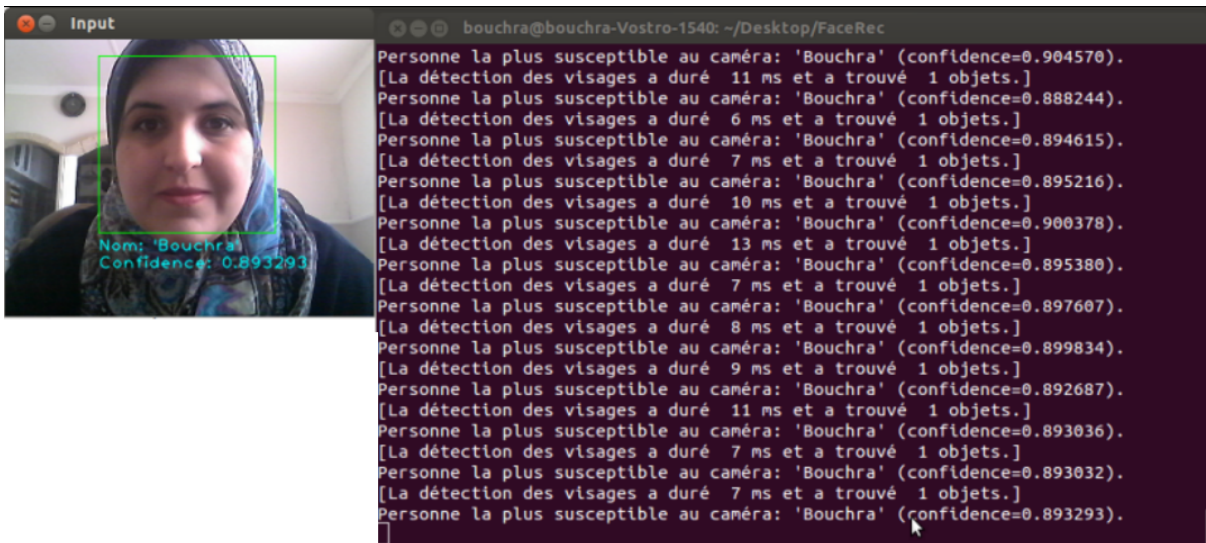 Input
Nom: 'Bouchra'
Confidence: 0.893293
bouchra@bouchra-Vostro-1540: ~/Desktop/FaceRec
Personne la plus susceptible au caméra: 'Bouchra' (confidence=0.904570).
[La détection des visages a duré  11 ms et a trouvé  1 objets.]
Personne la plus susceptible au caméra: 'Bouchra' (confidence=0.888244).
[La détection des visages a duré  6 ms et a trouvé  1 objets.]
Personne la plus susceptible au caméra: 'Bouchra' (confidence=0.894615).
[La détection des visages a duré  7 ms et a trouvé  1 objets.]
Personne la plus susceptible au caméra: 'Bouchra' (confidence=0.895216).
[La détection des visages a duré  10 ms et a trouvé  1 objets.]
Personne la plus susceptible au caméra: 'Bouchra' (confidence=0.900378).
[La détection des visages a duré  13 ms et a trouvé  1 objets.]
Personne la plus susceptible au caméra: 'Bouchra' (confidence=0.895380).
[La détection des visages a duré  7 ms et a trouvé  1 objets.]
Personne la plus susceptible au caméra: 'Bouchra' (confidence=0.897607).
[La détection des visages a duré  8 ms et a trouvé  1 objets.]
Personne la plus susceptible au caméra: 'Bouchra' (confidence=0.899834).
[La détection des visages a duré  9 ms et a trouvé  1 objets.]
Personne la plus susceptible au caméra: 'Bouchra' (confidence=0.892687).
[La détection des visages a duré  11 ms et a trouvé  1 objets.]
Personne la plus susceptible au caméra: 'Bouchra' (confidence=0.893036).
[La détection des visages a duré  7 ms et a trouvé  1 objets.]
Personne la plus susceptible au caméra: 'Bouchra' (confidence=0.893032).
[La détection des visages a duré  7 ms et a trouvé  1 objets.]
Personne la plus susceptible au caméra: 'Bouchra' (confidence=0.893293).